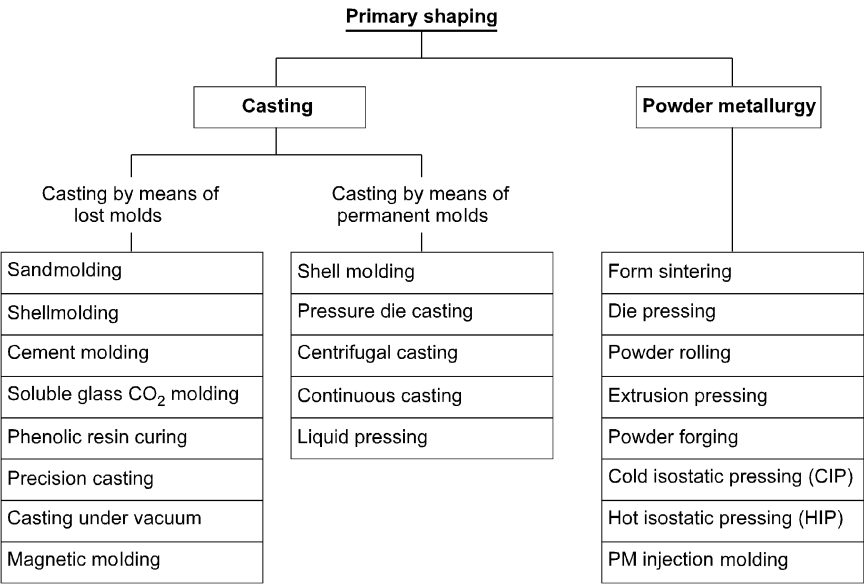 Primary shaping
Casting
Powder metallurgy
Casting by means of
lost molds
Casting by means of
permanent molds
Sandmolding
Shellmolding
Cement molding
Soluble glass CO₂ molding
Phenolic resin curing
Precision casting
Casting under vacuum
Magnetic molding
Shell molding
Pressure die casting
Centrifugal casting
Continuous casting
Liquid pressing
Form sintering
Die pressing
Powder rolling
Extrusion pressing
Powder forging
Cold isostatic pressing (CIP)
Hot isostatic pressing (HIP)
PM injection molding